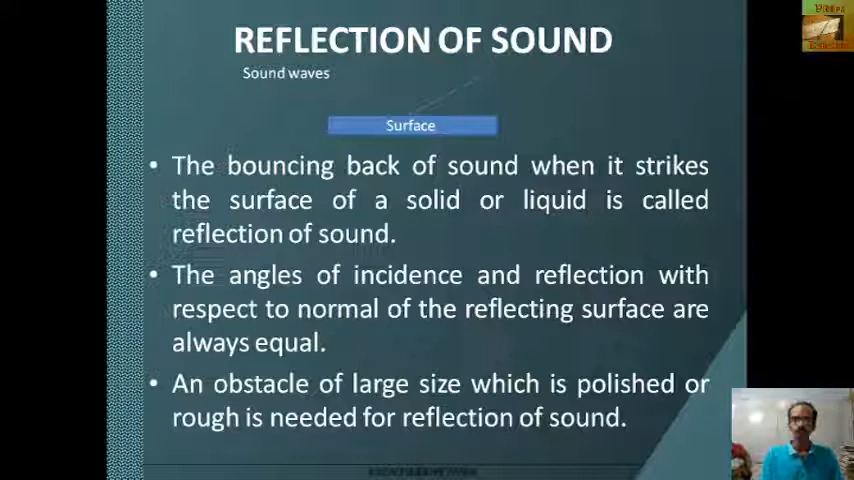 REFLECTION OF SOUND
Sound waves
Surface
• The bouncing back of sound when it strikes
the surface of a solid or liquid is called
reflection of sound.
• The angles of incidence and reflection with
respect to normal of the reflecting surface are
always equal.
• An obstacle of large size which is polished or
rough is needed for reflection of sound.